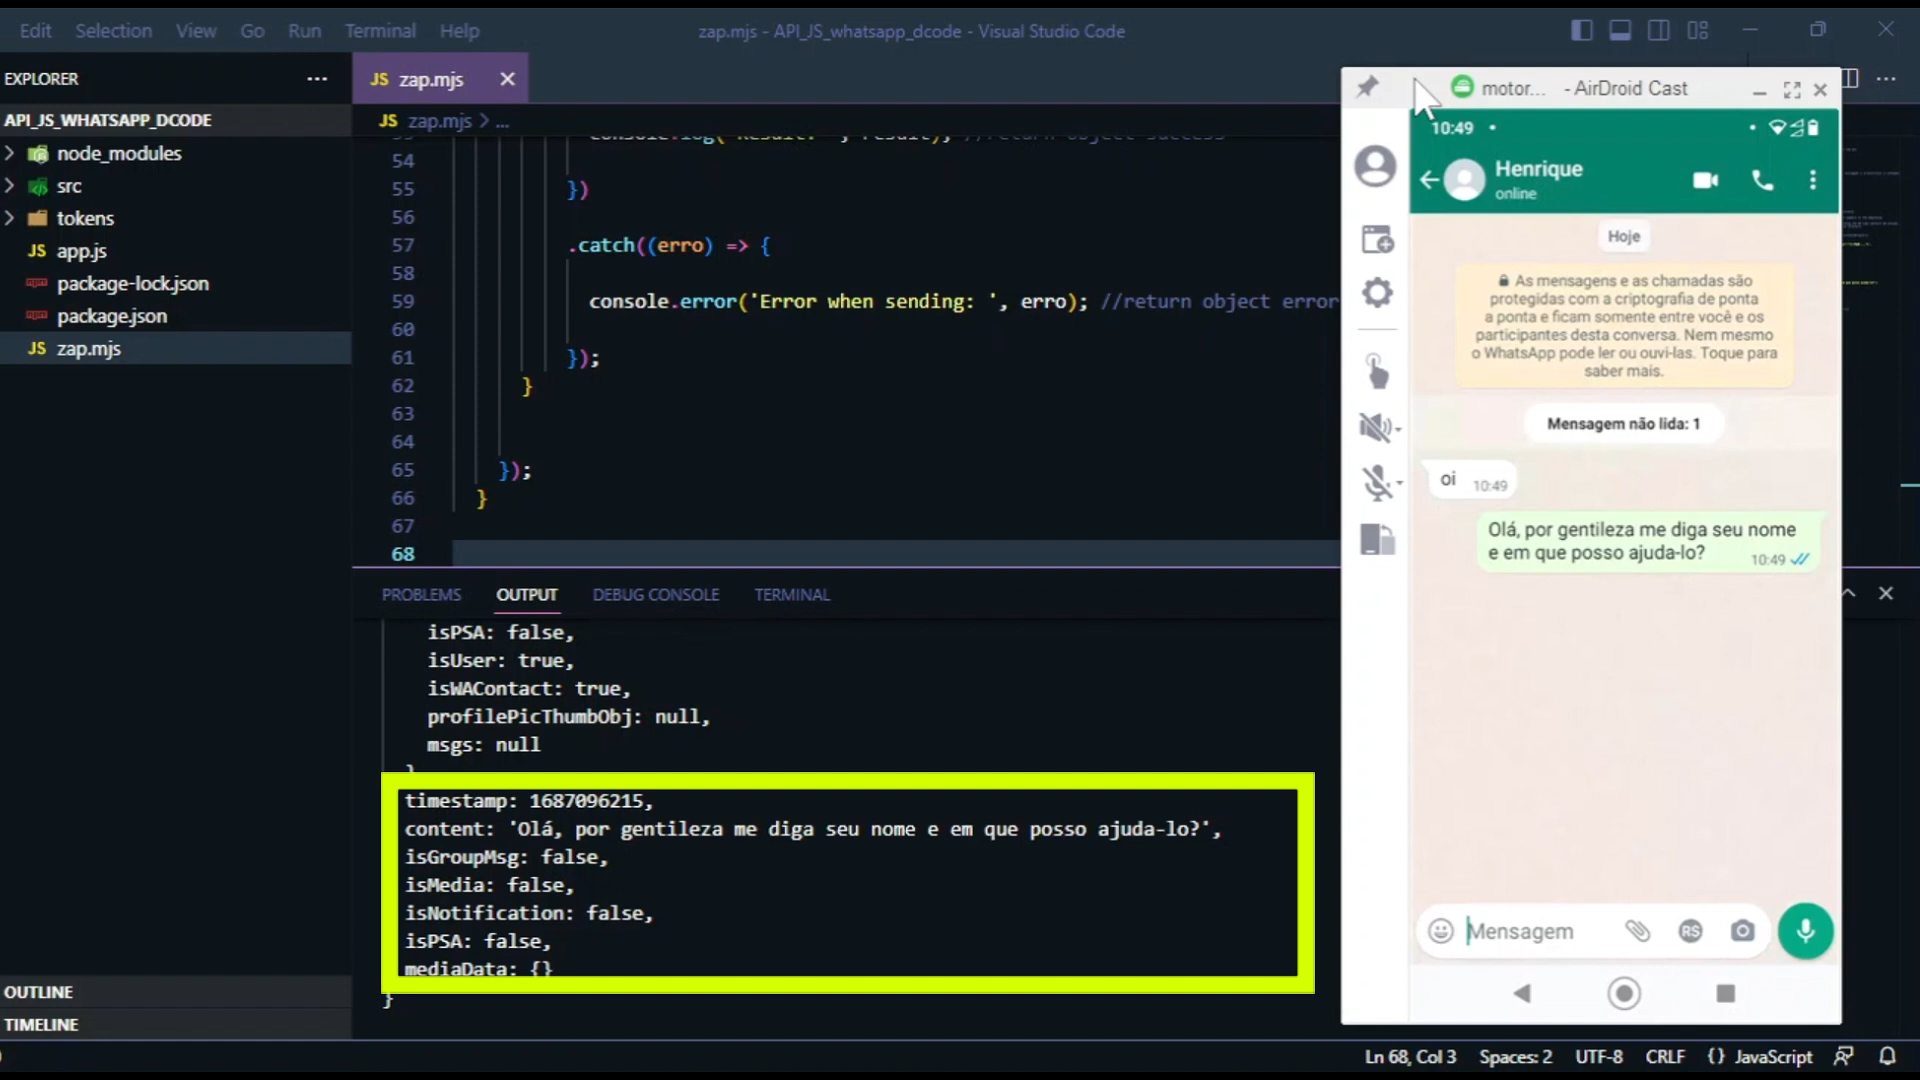 Edit Selection View Go Run Terminal Help
zap.mjs - API_JS_whatsapp_dcode - Visual Studio Code
EXPLORER
API_JS_WHATSAPP_DCODE
node_modules
src
tokens
JS app.js
package-lock.json
package.json
JS zap.mjs
OUTLINE
TIMELINE
JS zap.mjs
JS zap.mjs > ...
console.log('Result: ', result); //return object success
54
55 })
56
57 .catch((erro) => {
58
59 console.error('Error when sending: ', erro); //return object error
60
61 });
62 }
63
64
65 });
66 }
67
68
PROBLEMS OUTPUT DEBUG CONSOLE TERMINAL
isPSA: false,
isUser: true,
isWAContact: true,
profilePicThumbObj: null,
msgs: null
timestamp: 1687096215,
content: 'Olá, por gentileza me diga seu nome e em que posso ajuda-lo?',
isGroupMsg: false,
isMedia: false,
isNotification: false,
isPSA: false,
mediaData: {}
}
motor... - AirDroid Cast
10:49
Henrique
online
Hoje
As mensagens e as chamadas são
protegidas com a criptografia de ponta
a ponta e ficam somente entre você e os
participantes desta conversa. Nem mesmo
o WhatsApp pode ler ou ouvi-las. Toque para
saber mais.
Mensagem não lida: 1
oi 10:49
Olá, por gentileza me diga seu nome
e em que posso ajuda-lo? 10:49
Mensagem
RS
Ln 68, Col 3 Spaces: 2 UTF-8 CRLF {} JavaScript